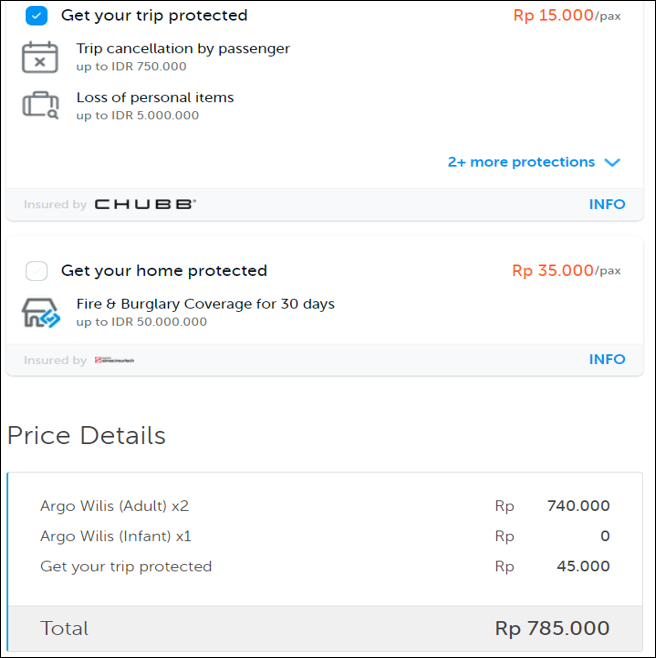 Get your trip protected Rp 15.000/pax
Trip cancellation by passenger
up to IDR 750.000
Loss of personal items
up to IDR 5.000.000
2+ more protections
Insured by CHUBB® INFO
Get your home protected Rp 35.000/pax
Fire & Burglary Coverage for 30 days
up to IDR 50.000.000
Insured by INFO
Price Details
Argo Wilis (Adult) x2 Rp 740.000
Argo Wilis (Infant) x1 Rp 0
Get your trip protected Rp 45.000
Total Rp 785.000